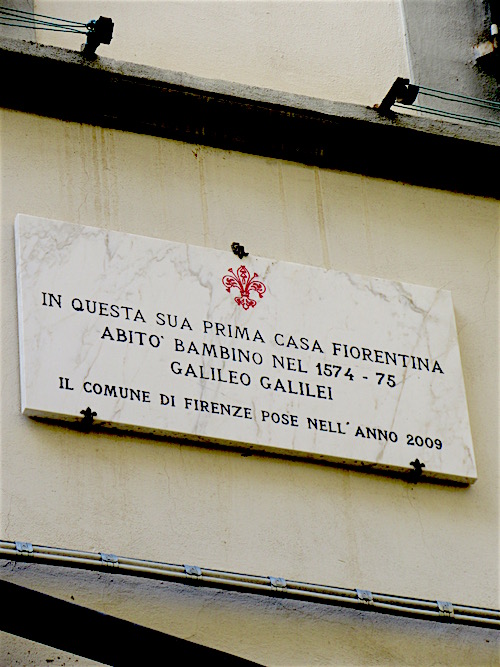 IN QUESTA SUA PRIMA CASA FIORENTINA
ABITO' BAMBINO NEL 1574 - 75
GALILEO GALILEI
IL COMUNE DI FIRENZE POSE NELL'ANNO 2009